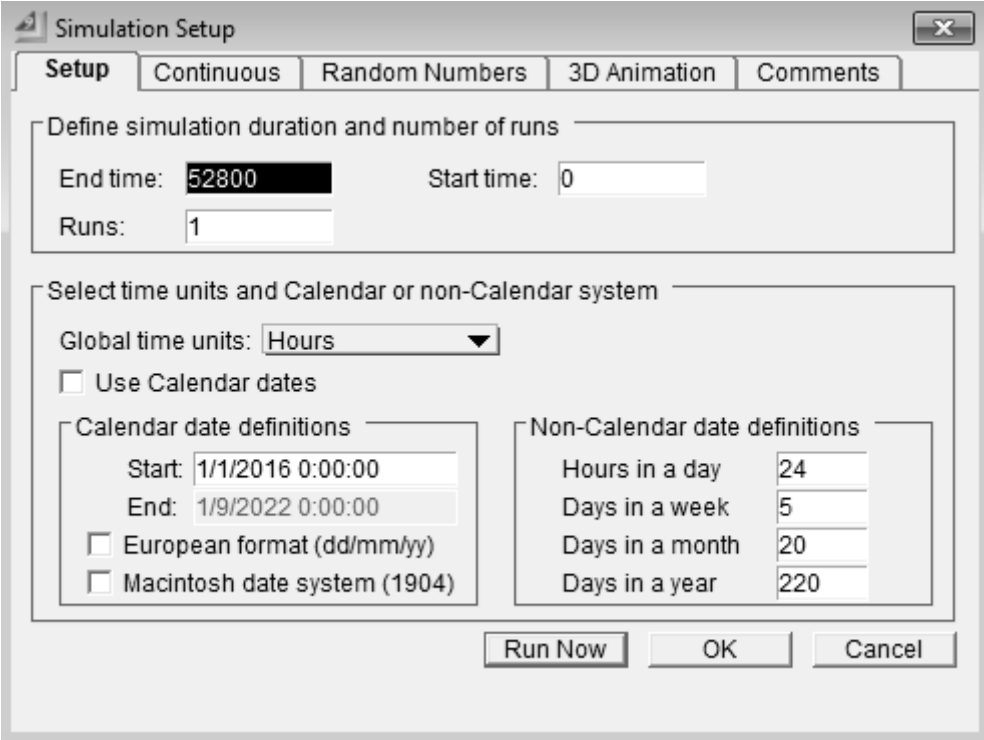 Simulation Setup
Setup Continuous Random Numbers 3D Animation Comments
Define simulation duration and number of runs
End time: 52800 Start time: 0
Runs: 1
Select time units and Calendar or non-Calendar system
Global time units: Hours
Use Calendar dates
Calendar date definitions
Start: 1/1/2016 0:00:00
End: 1/9/2022 0:00:00
European format (dd/mm/yy)
Macintosh date system (1904)
Non-Calendar date definitions
Hours in a day 24
Days in a week 5
Days in a month 20
Days in a year 220
Run Now OK Cancel